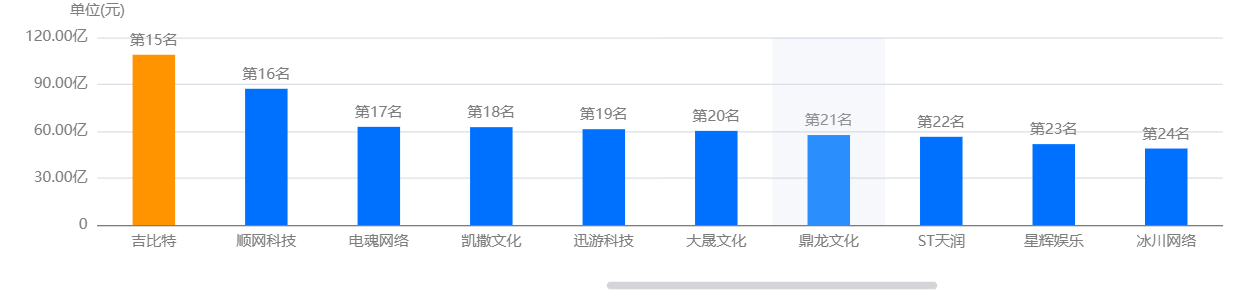 单位(元)
120.00亿
90.00亿
60.00亿
30.00亿
0
第15名
第16名
第17名
第18名
第19名
第20名
第21名
第22名
第23名
第24名
吉比特
顺网科技
电魂网络
凯撒文化
迅游科技
大晟文化
鼎龙文化
ST天润
星辉娱乐
冰川网络